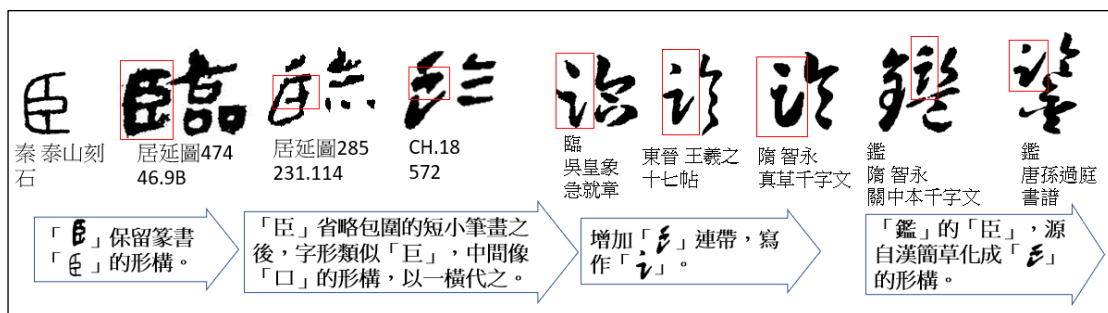 臣
臨
秦 泰山刻
石
居延圖474
46.9B
居延圖285
231.114
CH.18
572
臨
吳皇象
急就章
東晉 王羲之
十七帖
隋 智永
真草千字文
鑑
隋 智永
關中本千字文
鑑
唐孫過庭
書譜
「臣」保留篆書
「臣」的形構。
「臣」省略包圍的短小筆畫之
後，字形類似「巨」，中間像
「口」的形構，以一橫代之。
增加「」連帶，寫
作「」。
「鑑」的「臣」，源
自漢簡草化成「」
的形構。